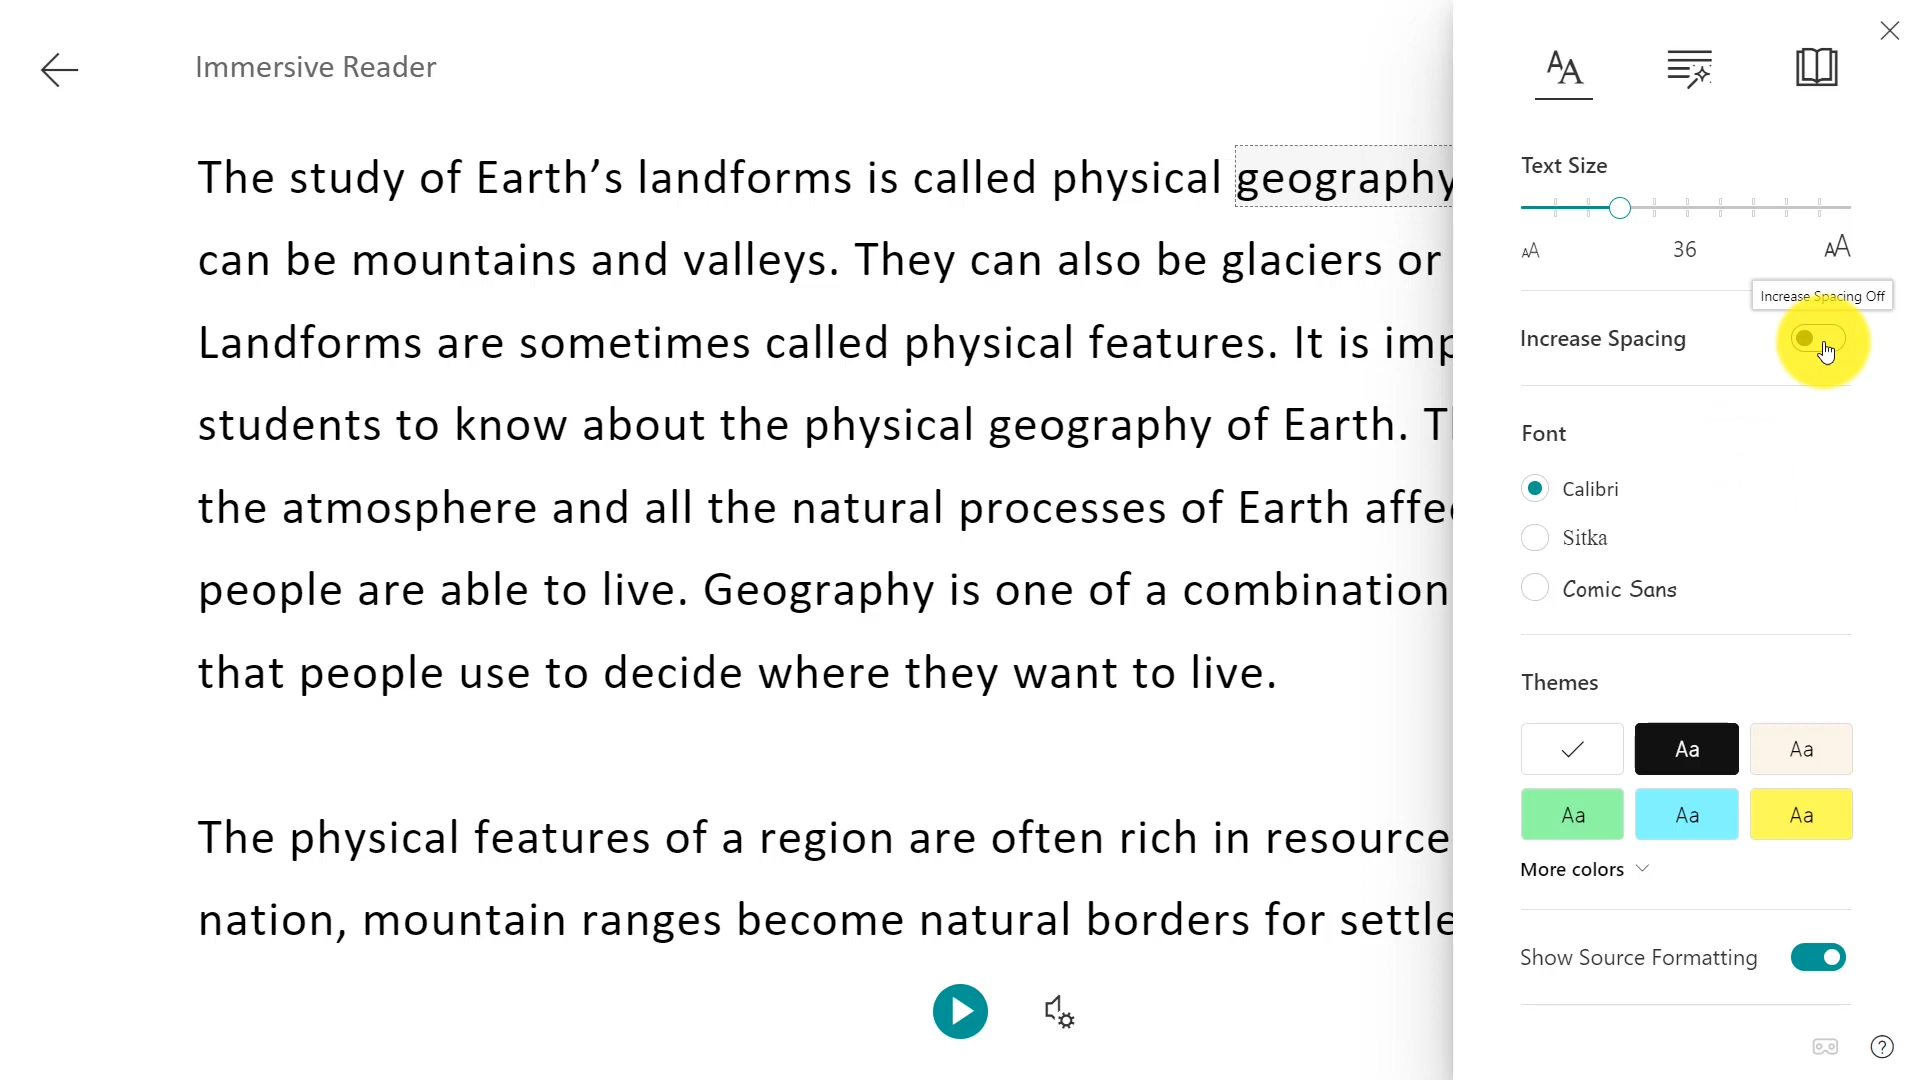 Immersive Reader
The study of Earth’s landforms is called physical geography
can be mountains and valleys. They can also be glaciers or
Landforms are sometimes called physical features. It is imp
students to know about the physical geography of Earth. T
the atmosphere and all the natural processes of Earth affe
people are able to live. Geography is one of a combination
that people use to decide where they want to live.
The physical features of a region are often rich in resource
nation, mountain ranges become natural borders for settle
AA
Text Size
AA
36
AA
Increase Spacing Off
Increase Spacing
Font
Calibri
Sitka
Comic Sans
Themes
Aa
Aa
Aa
Aa
Aa
More colors
Show Source Formatting
?